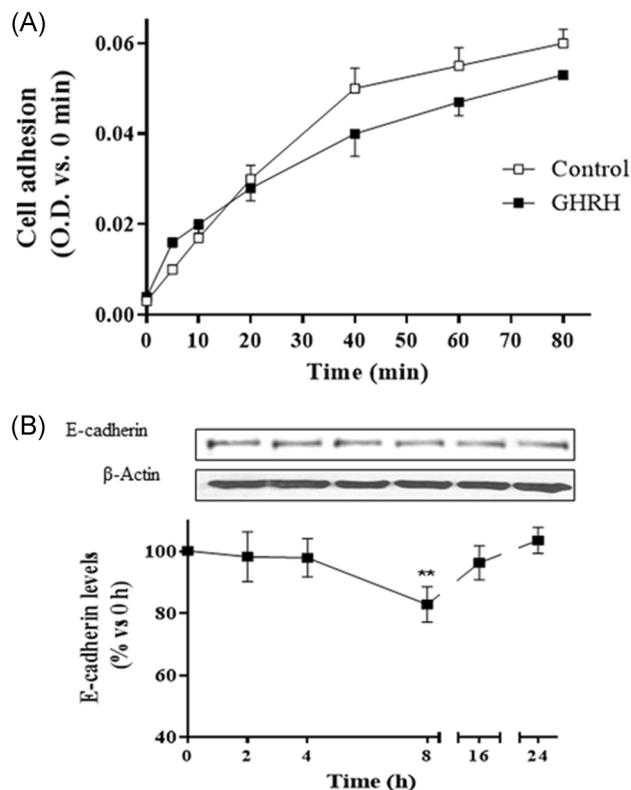 (A)
0.06
0.04
0.02
0.00
Cell adhesion
(O.D. vs. 0 min)
Control
GHRH
0 10 20 30 40 50 60 70 80
Time (min)
(B)
E-cadherin
β-Actin
100
80
60
40
E-cadherin levels
(% vs 0 h)
**
0 2 4 8 16 24
Time (h)